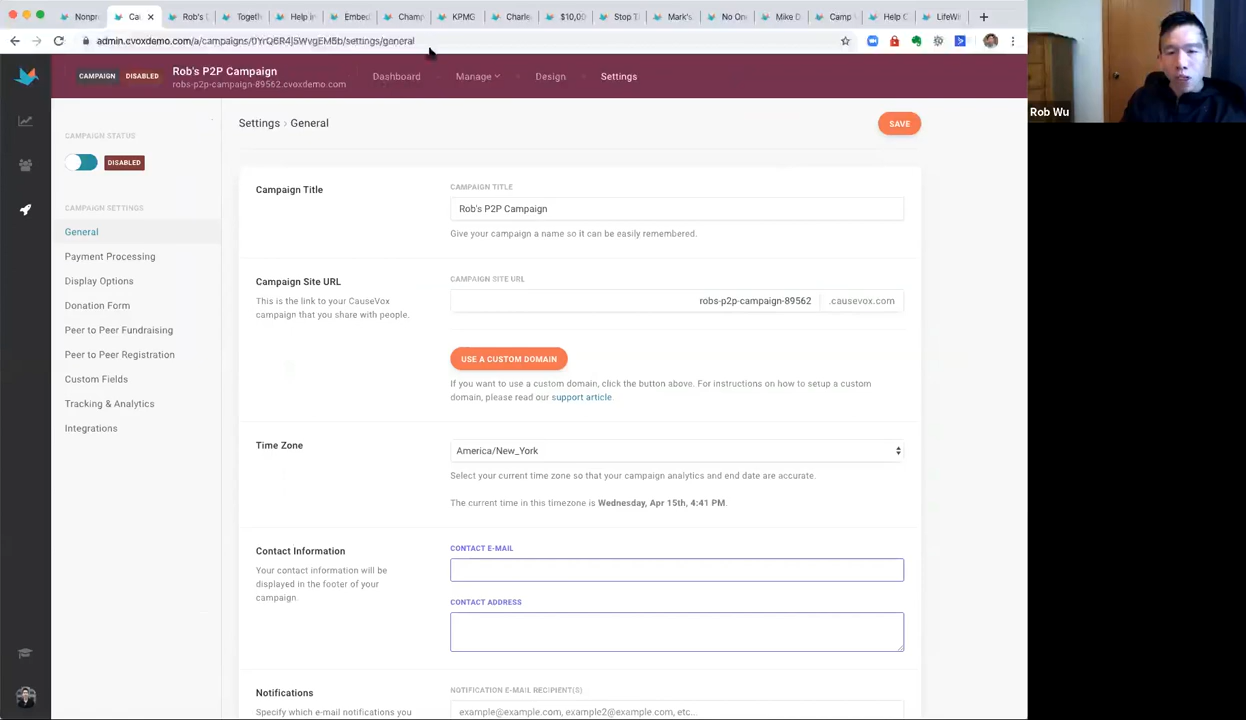 Nonpr
Ca
Rob's
Togeth
Help in
Embed
Champ
KPMG
Charle
$10,00
Stop T
Mark's
No On
Mike D
Camp
Help C
LifeWi
admin.cvoxdemo.com/a/campaigns/
/settings/general
CAMPAIGN
DISABLED
Rob's P2P Campaign
robs-p2p-campaign-89562.cvoxdemo.com
Dashboard
Manage
Design
Settings
Rob Wu
CAMPAIGN STATUS
DISABLED
CAMPAIGN SETTINGS
General
Payment Processing
Display Options
Donation Form
Peer to Peer Fundraising
Peer to Peer Registration
Custom Fields
Tracking & Analytics
Integrations
Settings › General
SAVE
Campaign Title
CAMPAIGN TITLE
Rob's P2P Campaign
Give your campaign a name so it can be easily remembered.
Campaign Site URL
This is the link to your CauseVox
campaign that you share with people.
CAMPAIGN SITE URL
robs-p2p-campaign-89562
.causevox.com
USE A CUSTOM DOMAIN
If you want to use a custom domain, click the button above. For instructions on how to setup a custom
domain, please read our support article.
Time Zone
America/New_York
Select your current time zone so that your campaign analytics and end date are accurate.
The current time in this timezone is Wednesday, Apr 15th, 4:41 PM.
Contact Information
Your contact information will be
displayed in the footer of your
campaign.
CONTACT E-MAIL
CONTACT ADDRESS
Notifications
Specify which e-mail notifications you
NOTIFICATION E-MAIL RECIPIENT(S)
example@example.com, example2@example.com, etc...